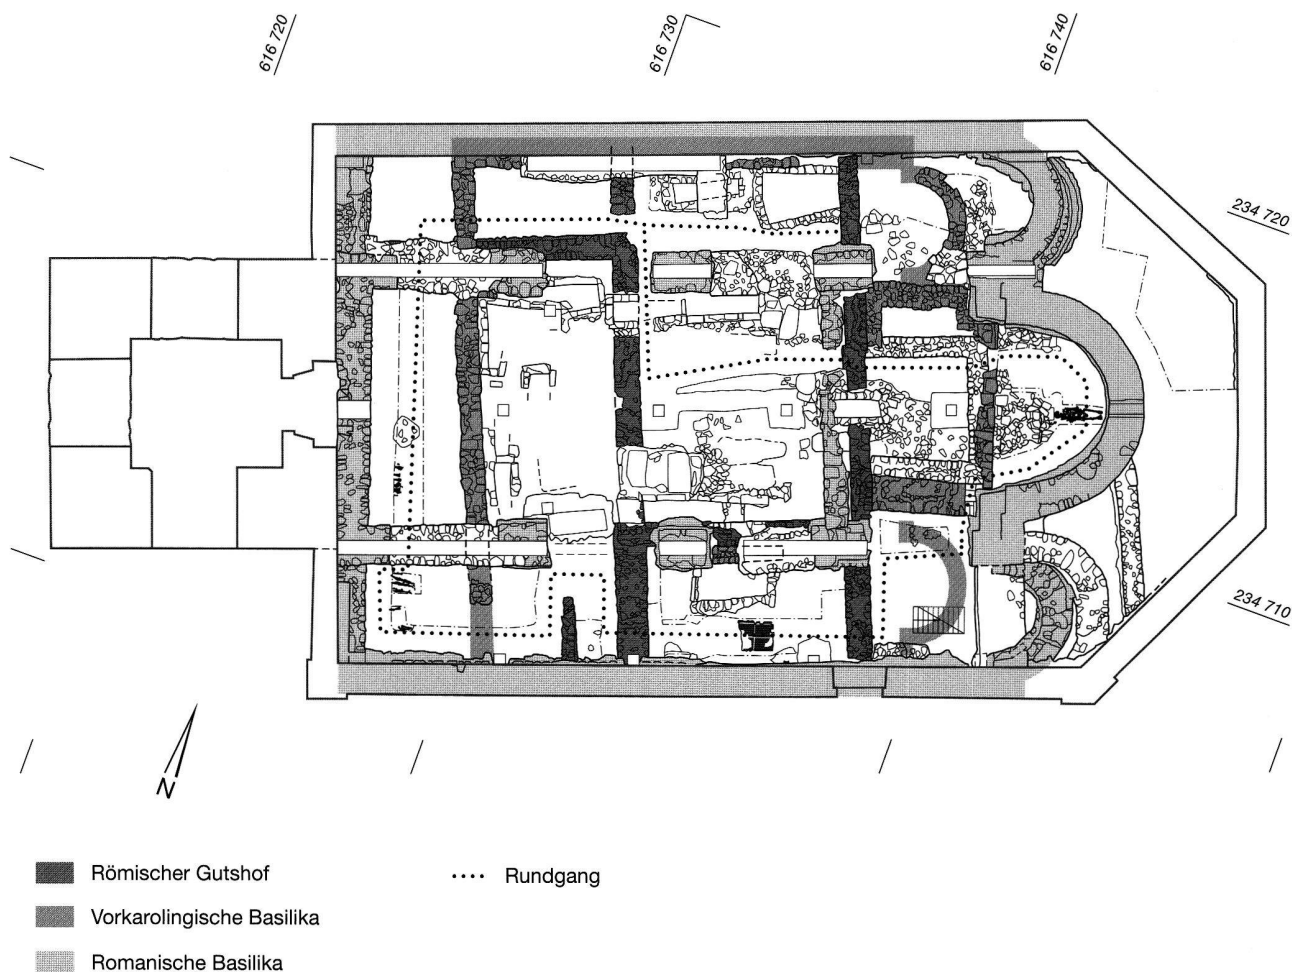 616 720
616 730
616 740
234 720
234 710
N
Römischer Gutshof
Rundgang
Vorkarolingische Basilika
Romanische Basilika